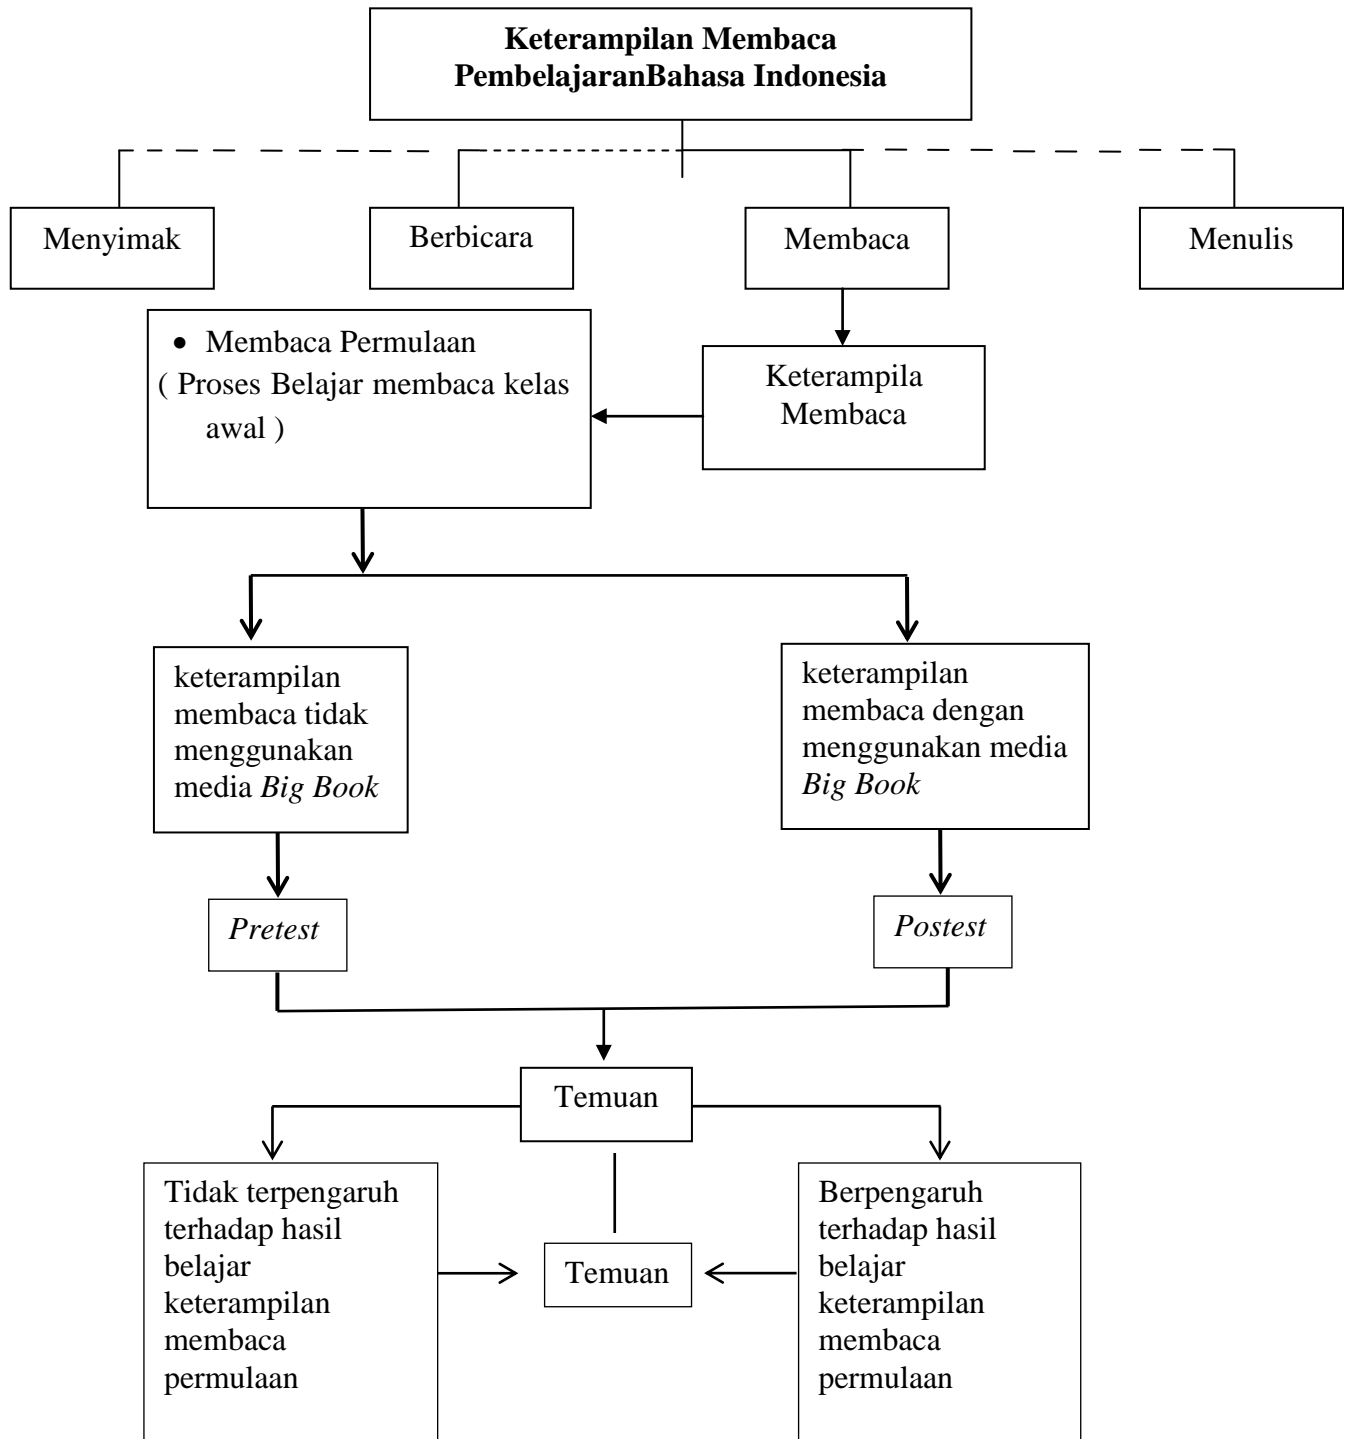 Keterampilan Membaca
PembelajaranBahasa Indonesia
Menyimak
Berbicara
Membaca
Menulis
• Membaca Permulaan
( Proses Belajar membaca kelas
awal )
Keterampila
Membaca
keterampilan
membaca tidak
menggunakan
media Big Book
keterampilan
membaca dengan
menggunakan media
Big Book
Pretest
Postest
Temuan
Tidak terpengaruh
terhadap hasil
belajar
keterampilan
membaca
permulaan
Temuan
Berpengaruh
terhadap hasil
belajar
keterampilan
membaca
permulaan